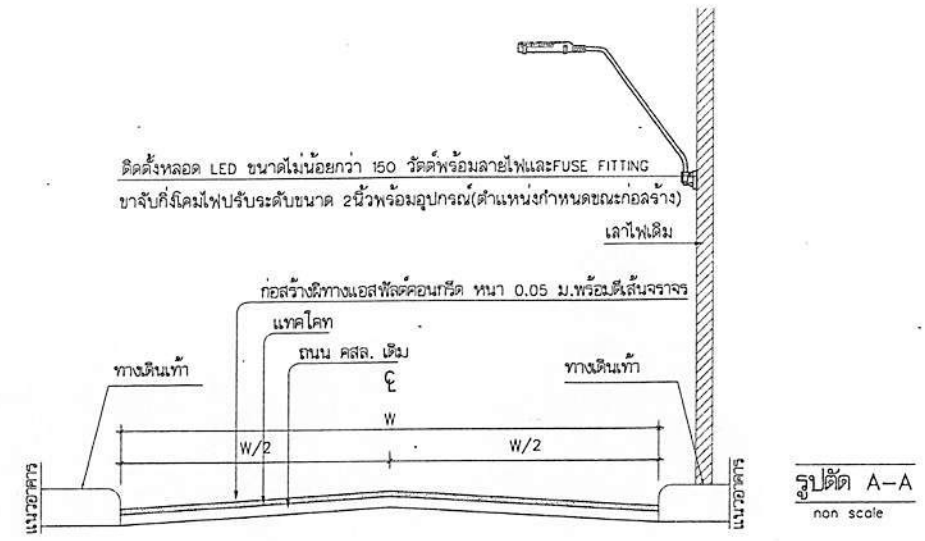 ติดตั้งหลอด LED ขนาดไม่น้อยกว่า 150 วัตต์พร้อมสายไฟและFUSE FITTING
ขาจับกิ่งโคมไฟปรับระดับขนาด 2นิ้วพร้อมอุปกรณ์(ตำแหน่งกำหนดขณะก่อสร้าง)
เสาไฟเดิม
ก่อสร้างผิวทางแอสฟัลต์คอนกรีต หนา 0.05 ม.พร้อมตีเส้นจราจร
แทคโคท
ถนน คสล. เดิม
ทางเดินเท้า
ทางเดินเท้า
℄
W
W/2
W/2
แนวอาคาร
แนวอาคาร
รูปตัด A-A
non scale